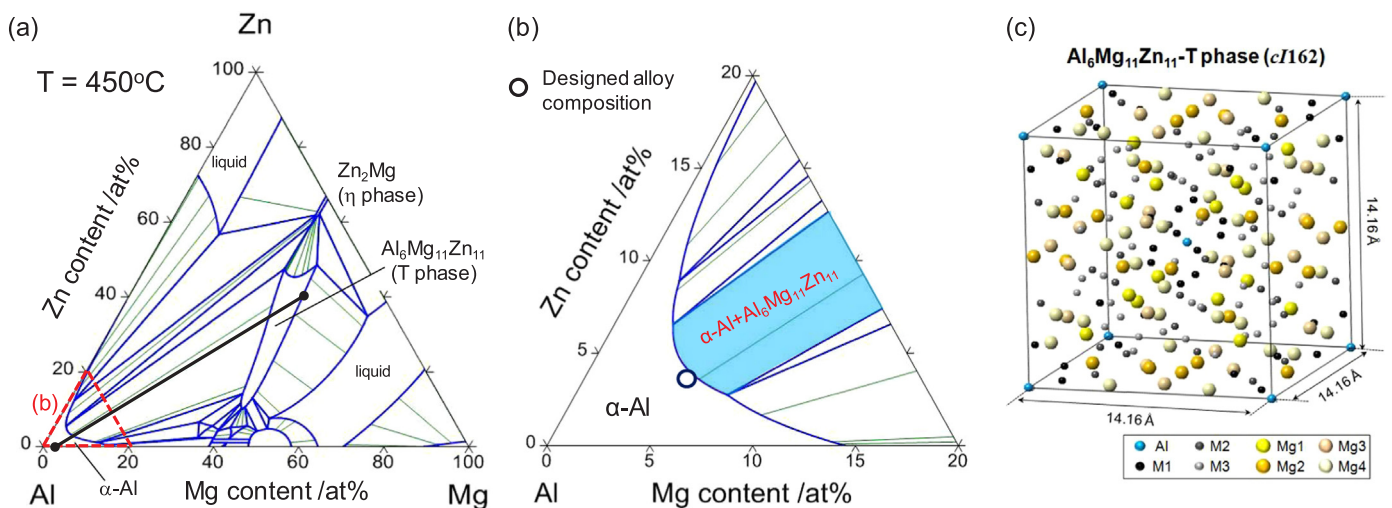 (a)
Zn
T = 450°C
100
80
60
40
20
0
Zn content /at%
liquid
Zn₂Mg
(η phase)
Al₆Mg₁₁Zn₁₁
(T phase)
liquid
(b)
0
20
40
60
80
100
Al
α-Al
Mg content /at%
Mg
(b)
Designed alloy
composition
20
15
10
5
0
Zn content /at%
α-Al+Al₆Mg₁₁Zn₁₁
α-Al
0
5
10
15
20
Al
Mg content /at%
(c)
Al₆Mg₁₁Zn₁₁-T phase (cI162)
14.16Å
14.16Å
14.16Å
Al
M2
Mg1
Mg3
M1
M3
Mg2
Mg4